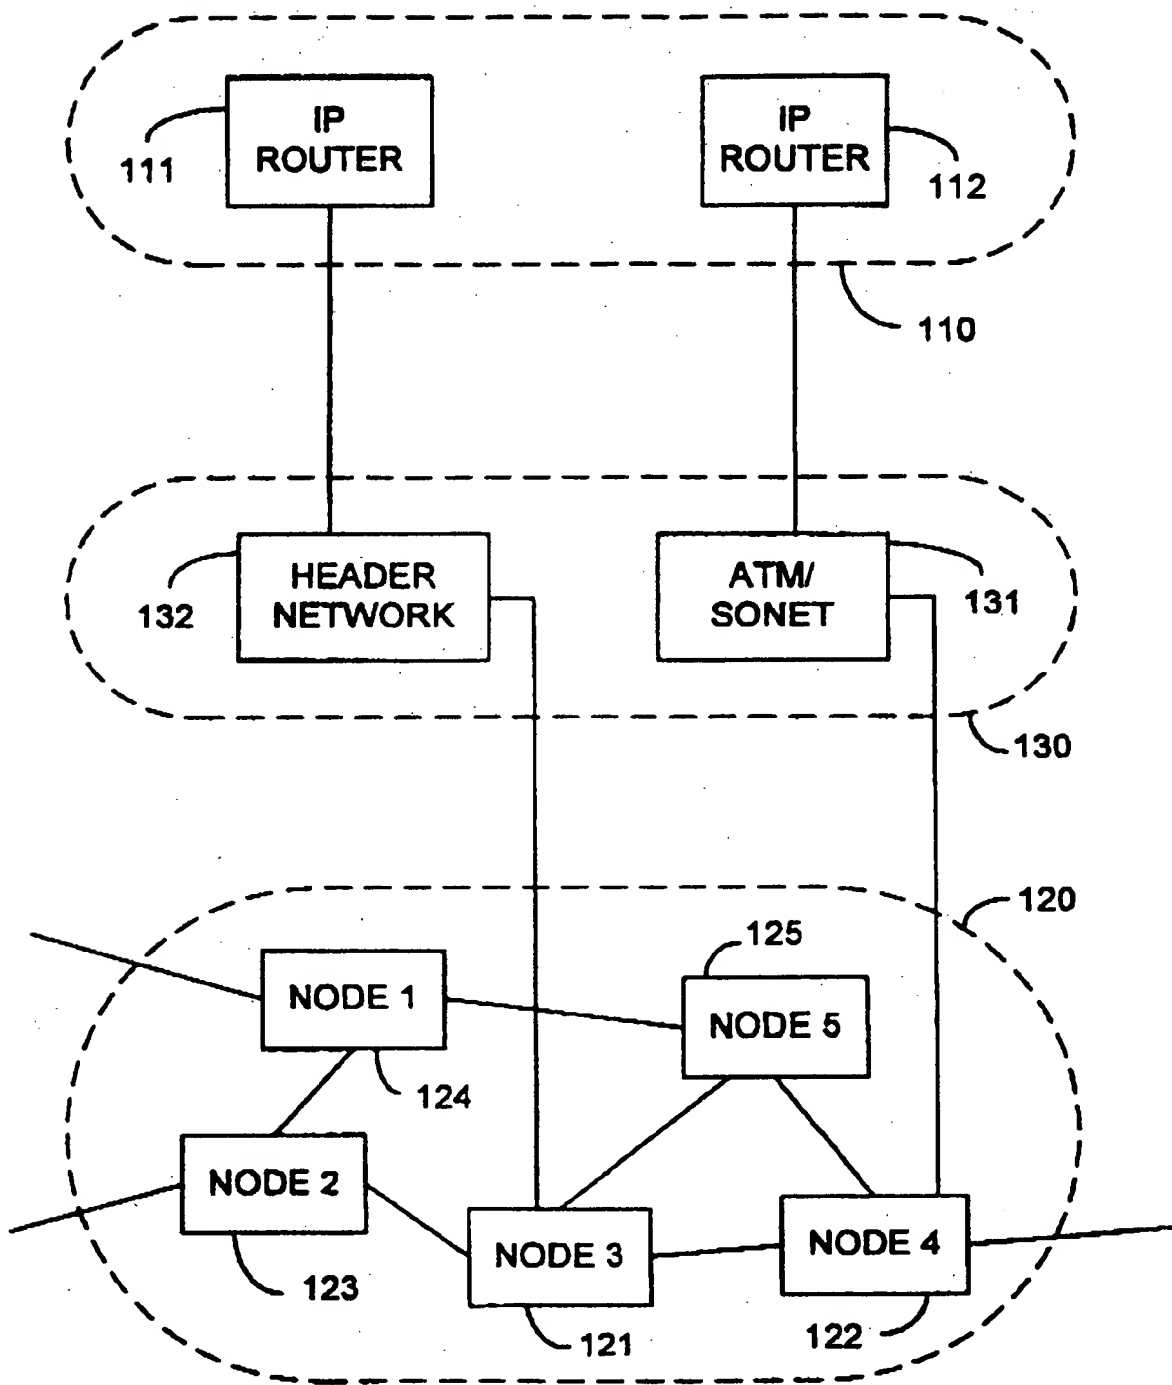 IP
ROUTER
111
IP
ROUTER
112
110
HEADER
NETWORK
132
ATM/
SONET
131
130
120
125
NODE 1
NODE 5
124
NODE 2
NODE 3
NODE 4
123
121
122